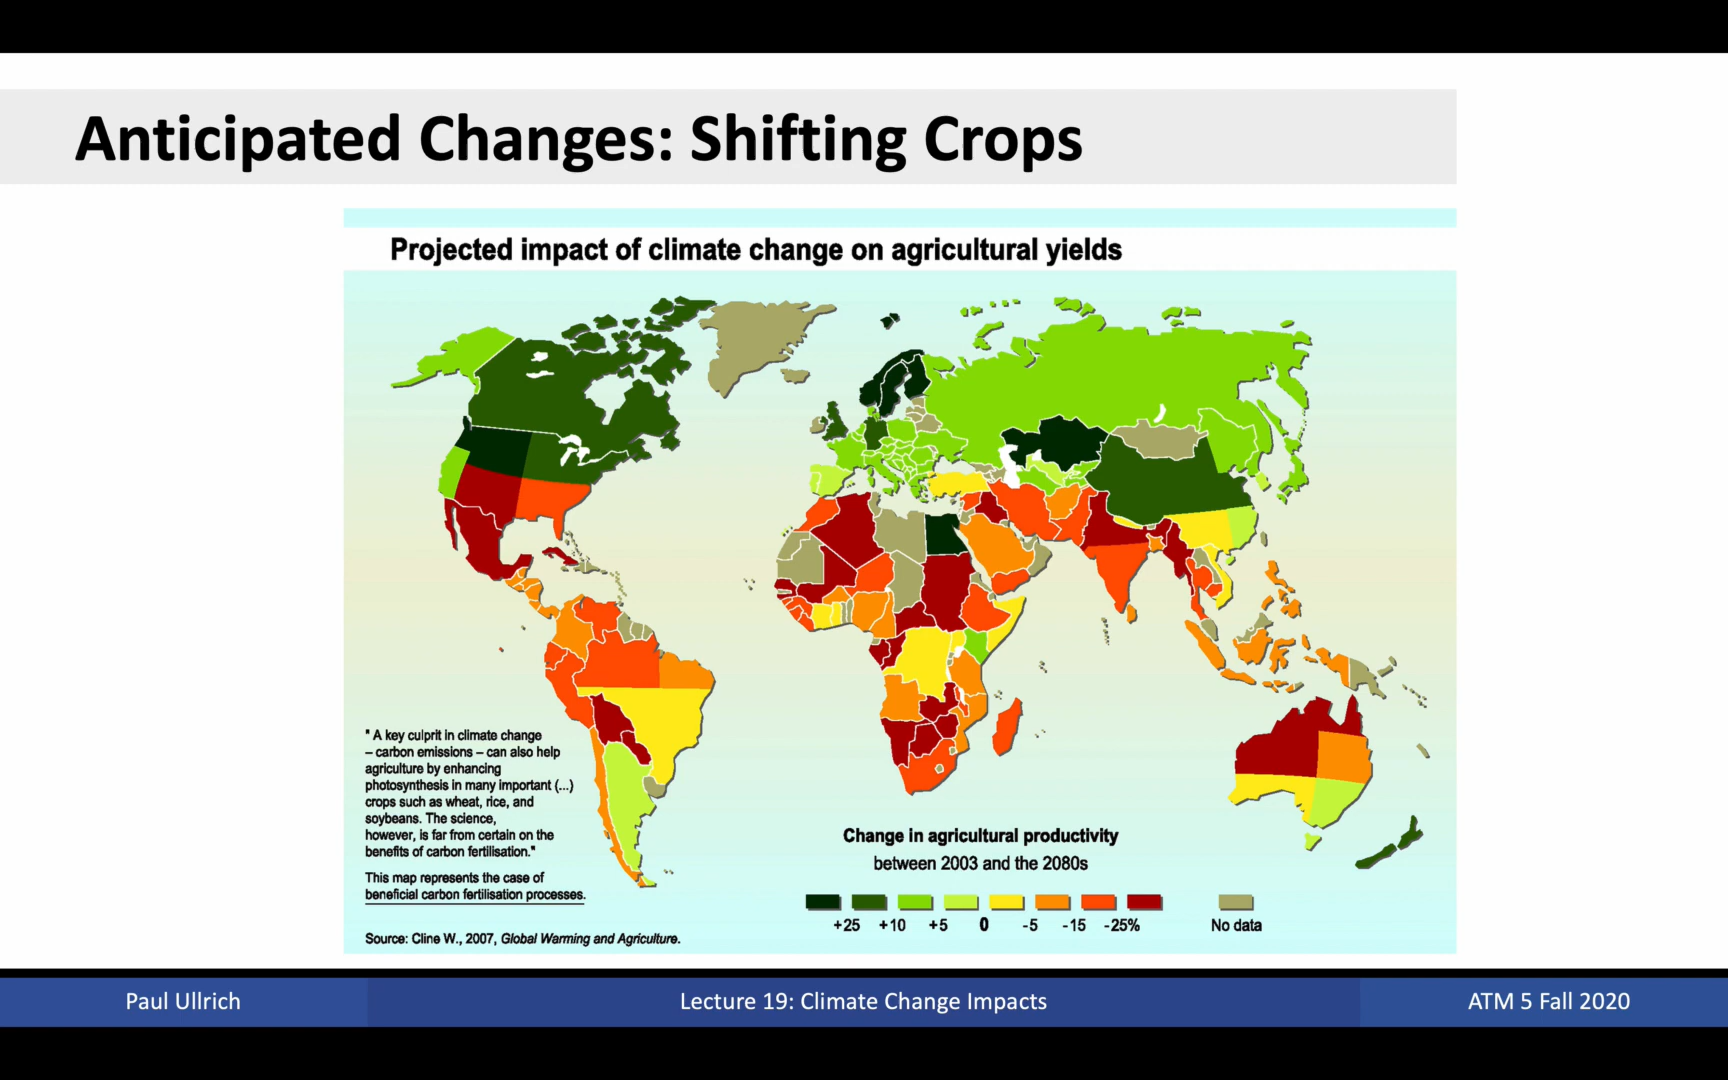 Anticipated Changes: Shifting Crops
Projected impact of climate change on agricultural yields
" A key culprit in climate change
– carbon emissions – can also help
agriculture by enhancing
photosynthesis in many important (...)
crops such as wheat, rice, and
soybeans. The science,
however, is far from certain on the
benefits of carbon fertilisation."
This map represents the case of
beneficial carbon fertilisation processes.
Source: Cline W., 2007, Global Warming and Agriculture.
Change in agricultural productivity
between 2003 and the 2080s
+25 +10 +5 0 -5 -15 -25% No data
Paul Ullrich Lecture 19: Climate Change Impacts ATM 5 Fall 2020